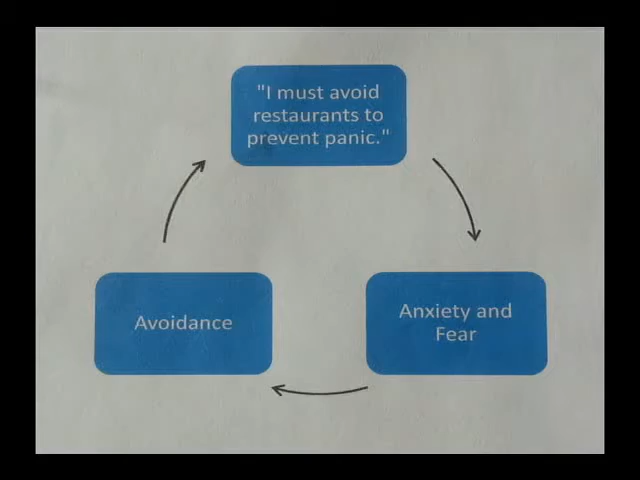 "I must avoid
restaurants to
prevent panic."
Anxiety and
Fear
Avoidance